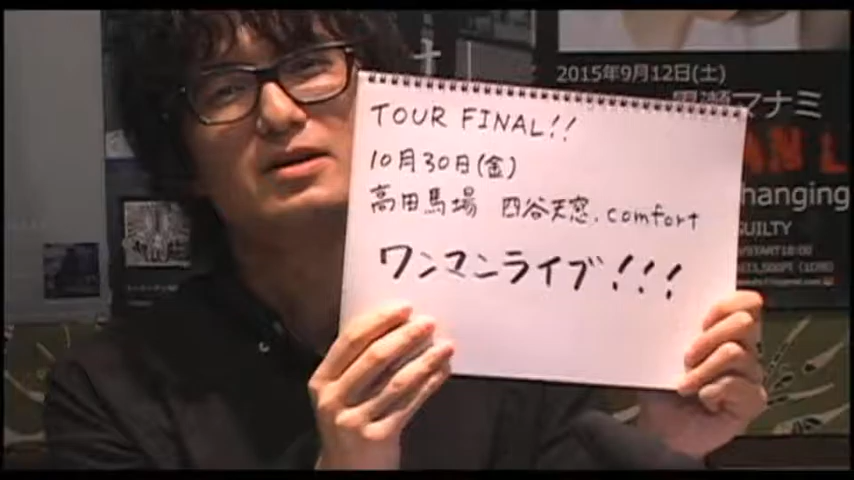 TOUR FINAL!!
10月30日(金)
高田馬場 四谷天窓.comfort
ワンマンライブ!!!
2015年9月12日(土)
マナミ
hanging
GUILTY